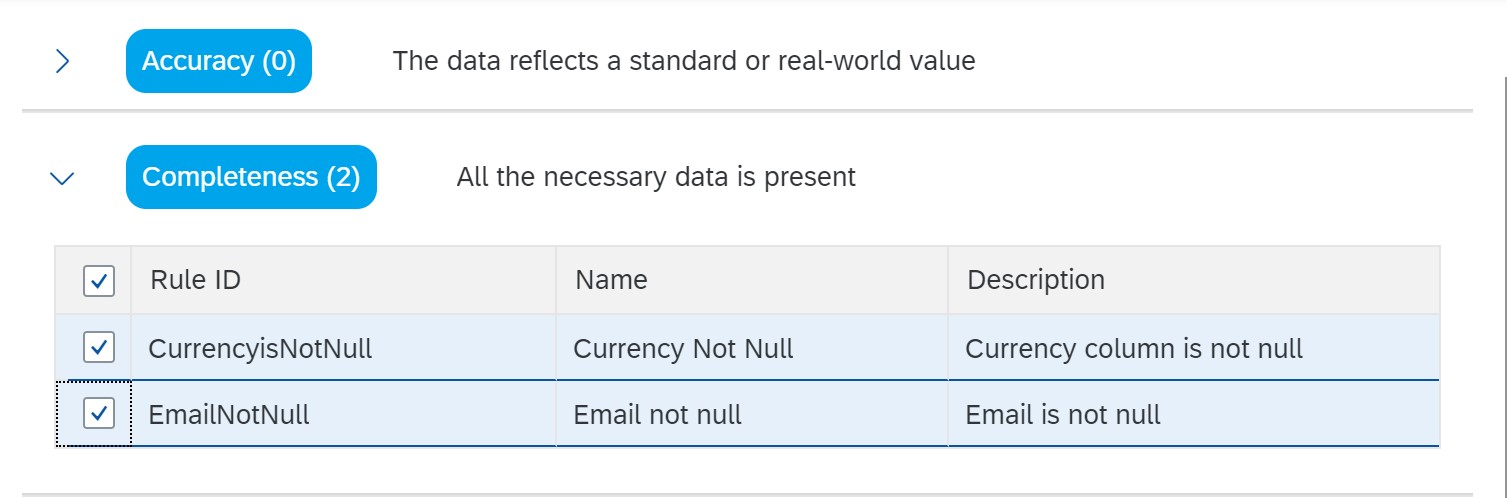 Accuracy (0) The data reflects a standard or real-world value
Completeness (2) All the necessary data is present
Rule ID Name Description
CurrencyisNotNull Currency Not Null Currency column is not null
EmailNotNull Email not null Email is not null